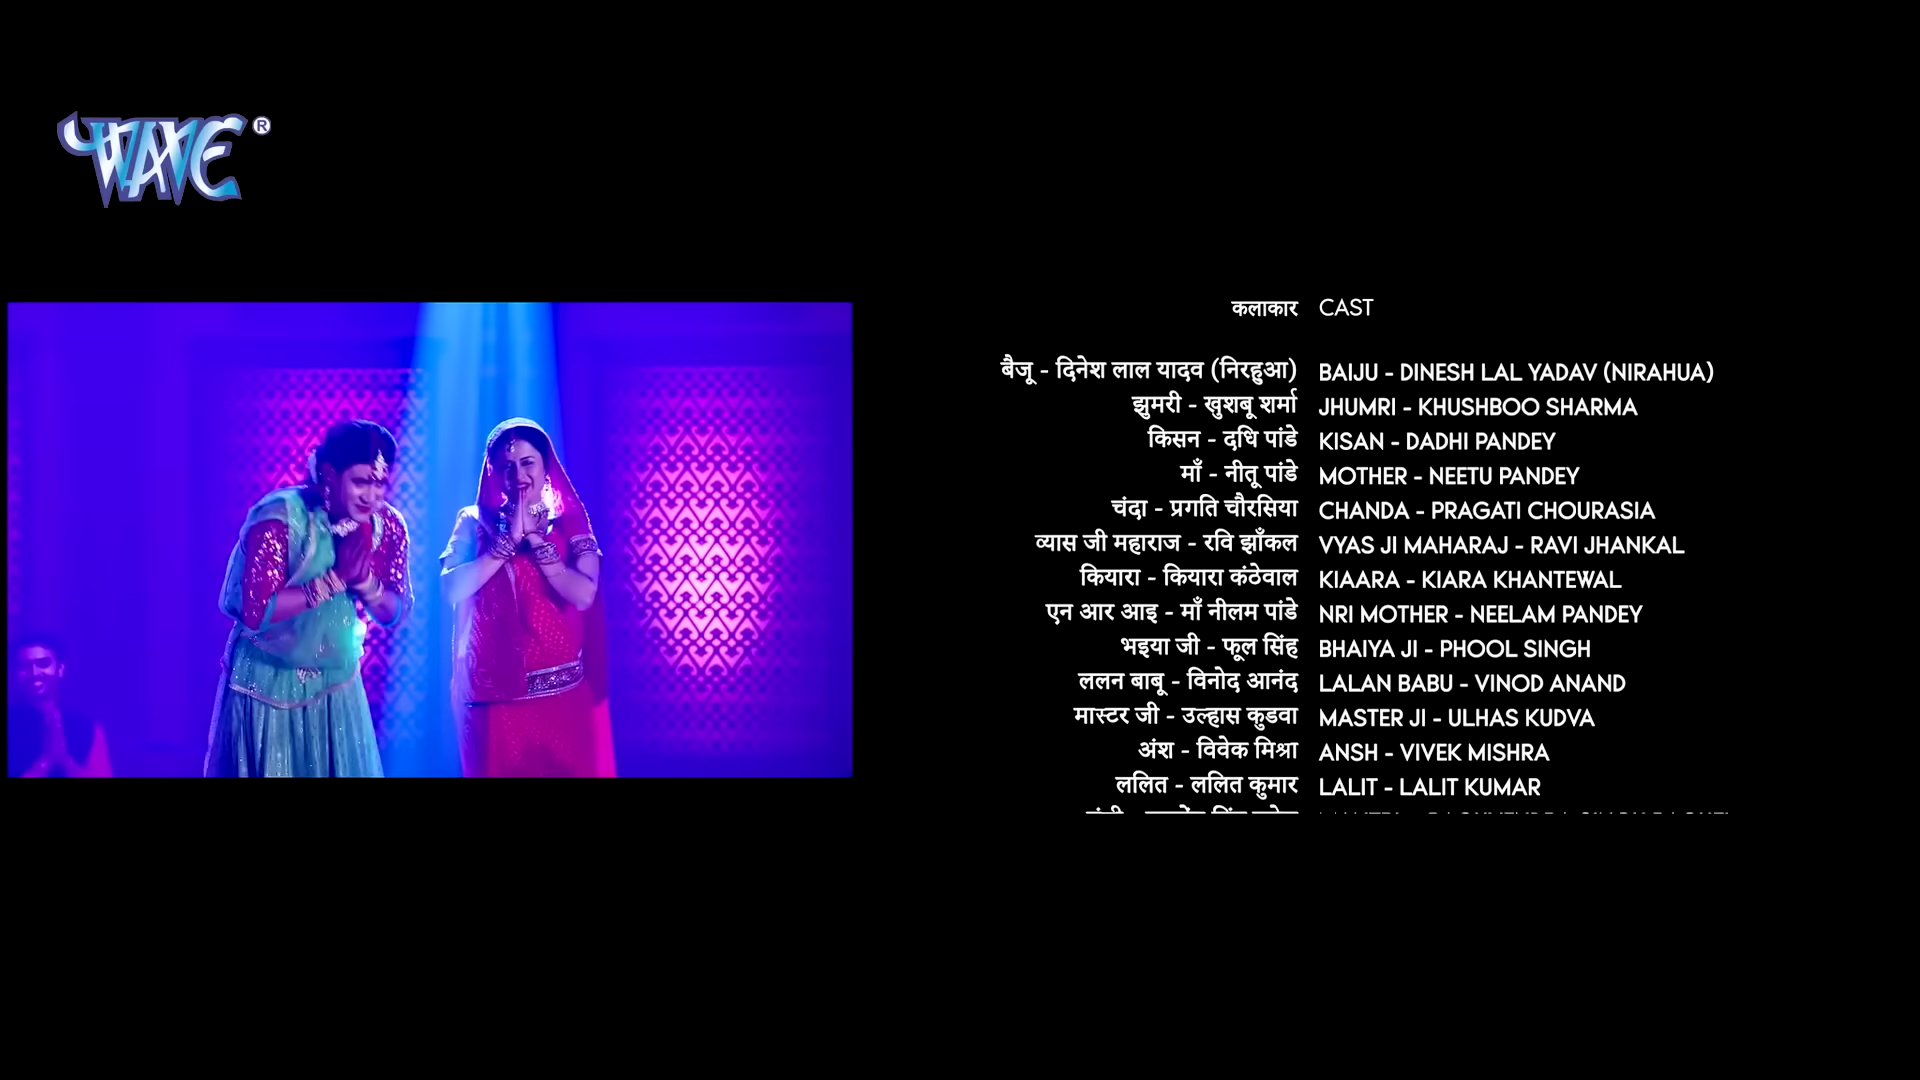 WAVE ®
कलाकार CAST
बैजू - दिनेश लाल यादव (निरहुआ) BAIJU - DINESH LAL YADAV (NIRAHUA)
झुमरी - खुशबू शर्मा JHUMRI - KHUSHBOO SHARMA
किसन - दधि पांडे KISAN - DADHI PANDEY
माँ - नीतू पांडे MOTHER - NEETU PANDEY
चंदा - प्रगति चौरसिया CHANDA - PRAGATI CHOURASIA
व्यास जी महाराज - रवि झाँकल VYAS JI MAHARAJ - RAVI JHANKAL
कियारा - कियारा कंठेवाल KIAARA - KIARA KHANTEWAL
एन आर आइ - माँ नीलम पांडे NRI MOTHER - NEELAM PANDEY
भइया जी - फूल सिंह BHAIYA JI - PHOOL SINGH
ललन बाबू - विनोद आनंद LALAN BABU - VINOD ANAND
मास्टर जी - उल्हास कुडवा MASTER JI - ULHAS KUDVA
अंश - विवेक मिश्रा ANSH - VIVEK MISHRA
ललित - ललित कुमार LALIT - LALIT KUMAR